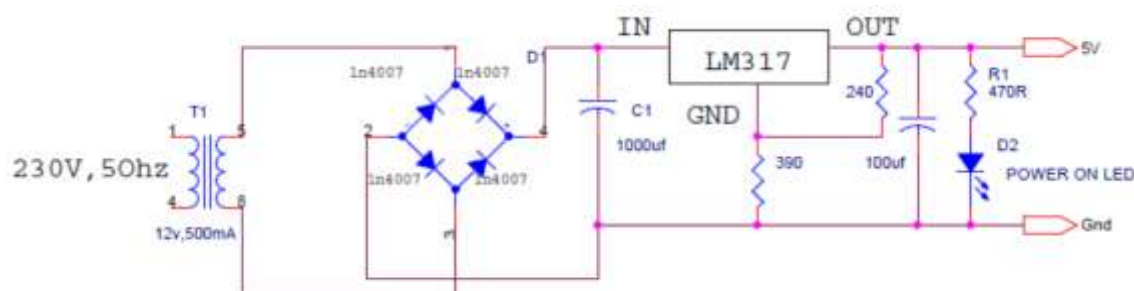 IN
OUT
1n4007
D1
1n4007
LM317
5V
R1
470R
240
T1
C1
GND
1
5
2
4
1000uf
D2
230V,50hz
100uf
390
POWER ON LED
1n4007
1n4007
4
6
Gnd
12v,500mA
3